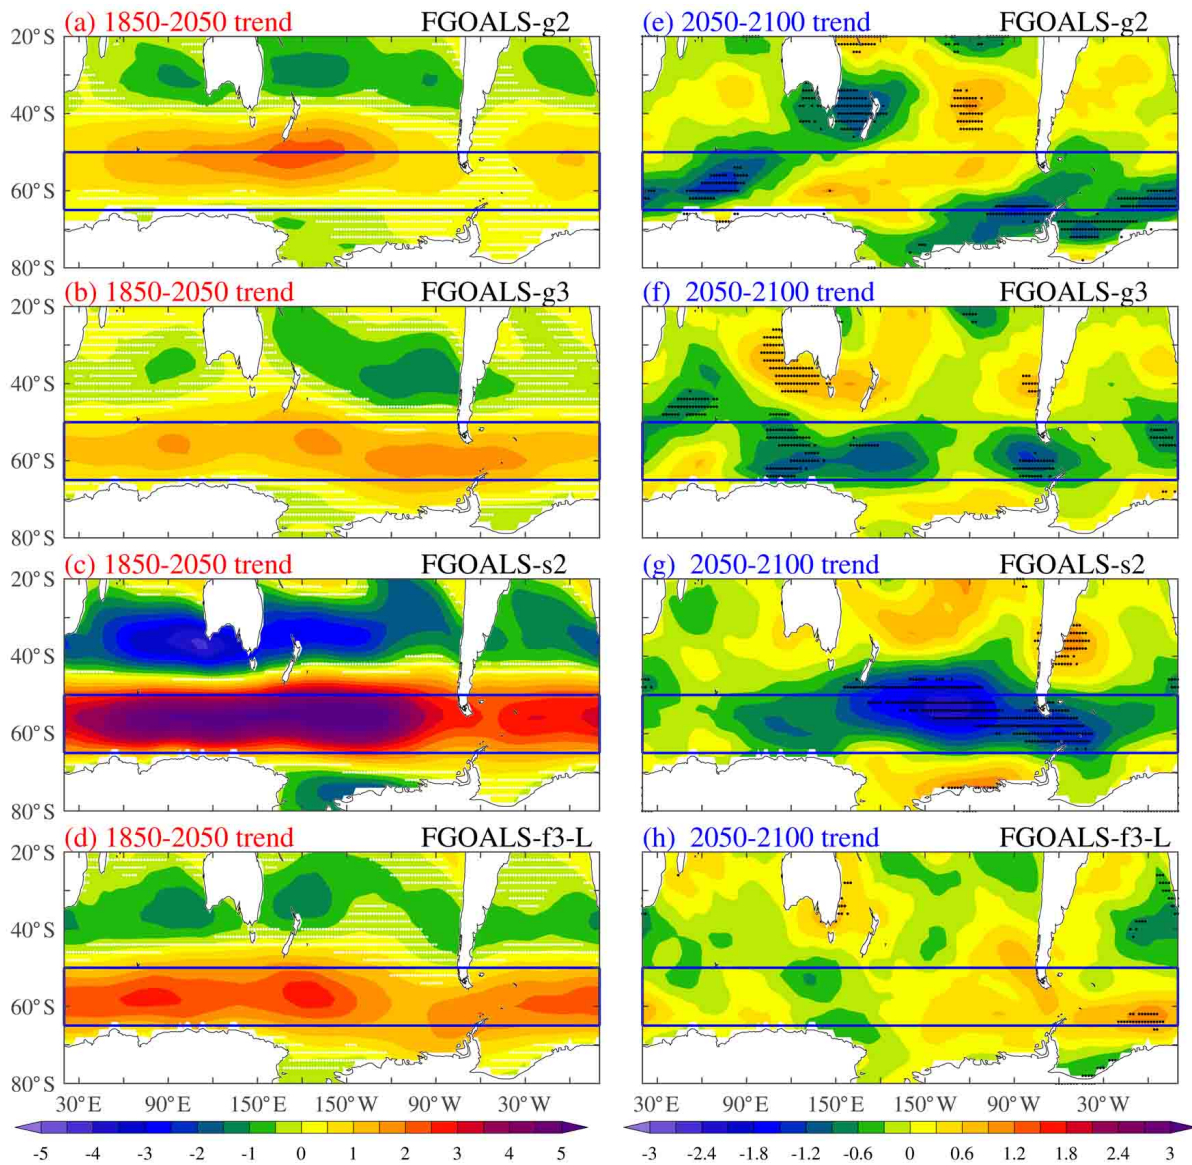 (a) 1850-2050 trend FGOALS-g2
(e) 2050-2100 trend FGOALS-g2
20°S
40°S
60°S
80°S
(b) 1850-2050 trend FGOALS-g3
(f) 2050-2100 trend FGOALS-g3
20°S
40°S
60°S
80°S
(c) 1850-2050 trend FGOALS-s2
(g) 2050-2100 trend FGOALS-s2
20°S
40°S
60°S
80°S
(d) 1850-2050 trend FGOALS-f3-L
(h) 2050-2100 trend FGOALS-f3-L
20°S
40°S
60°S
80°S
30°E 90°E 150°E 150°W 90°W 30°W
30°E 90°E 150°E 150°W 90°W 30°W
-5 -4 -3 -2 -1 0 1 2 3 4 5
-3 -2.4 -1.8 -1.2 -0.6 0 0.6 1.2 1.8 2.4 3